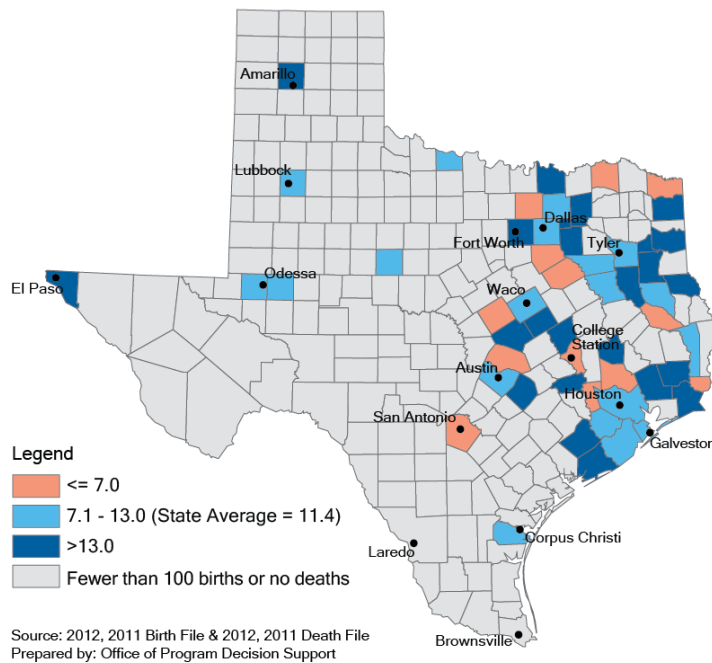 Amarillo
Lubbock
Dallas
Fort Worth
Tyler
El Paso
Odessa
Waco
College
Station
Austin
Houston
San Antonio
Galveston
Legend
<= 7.0
7.1 - 13.0 (State Average = 11.4)
>13.0
Fewer than 100 births or no deaths
Laredo
Corpus Christi
Brownsville
Source: 2012, 2011 Birth File & 2012, 2011 Death File
Prepared by: Office of Program Decision Support